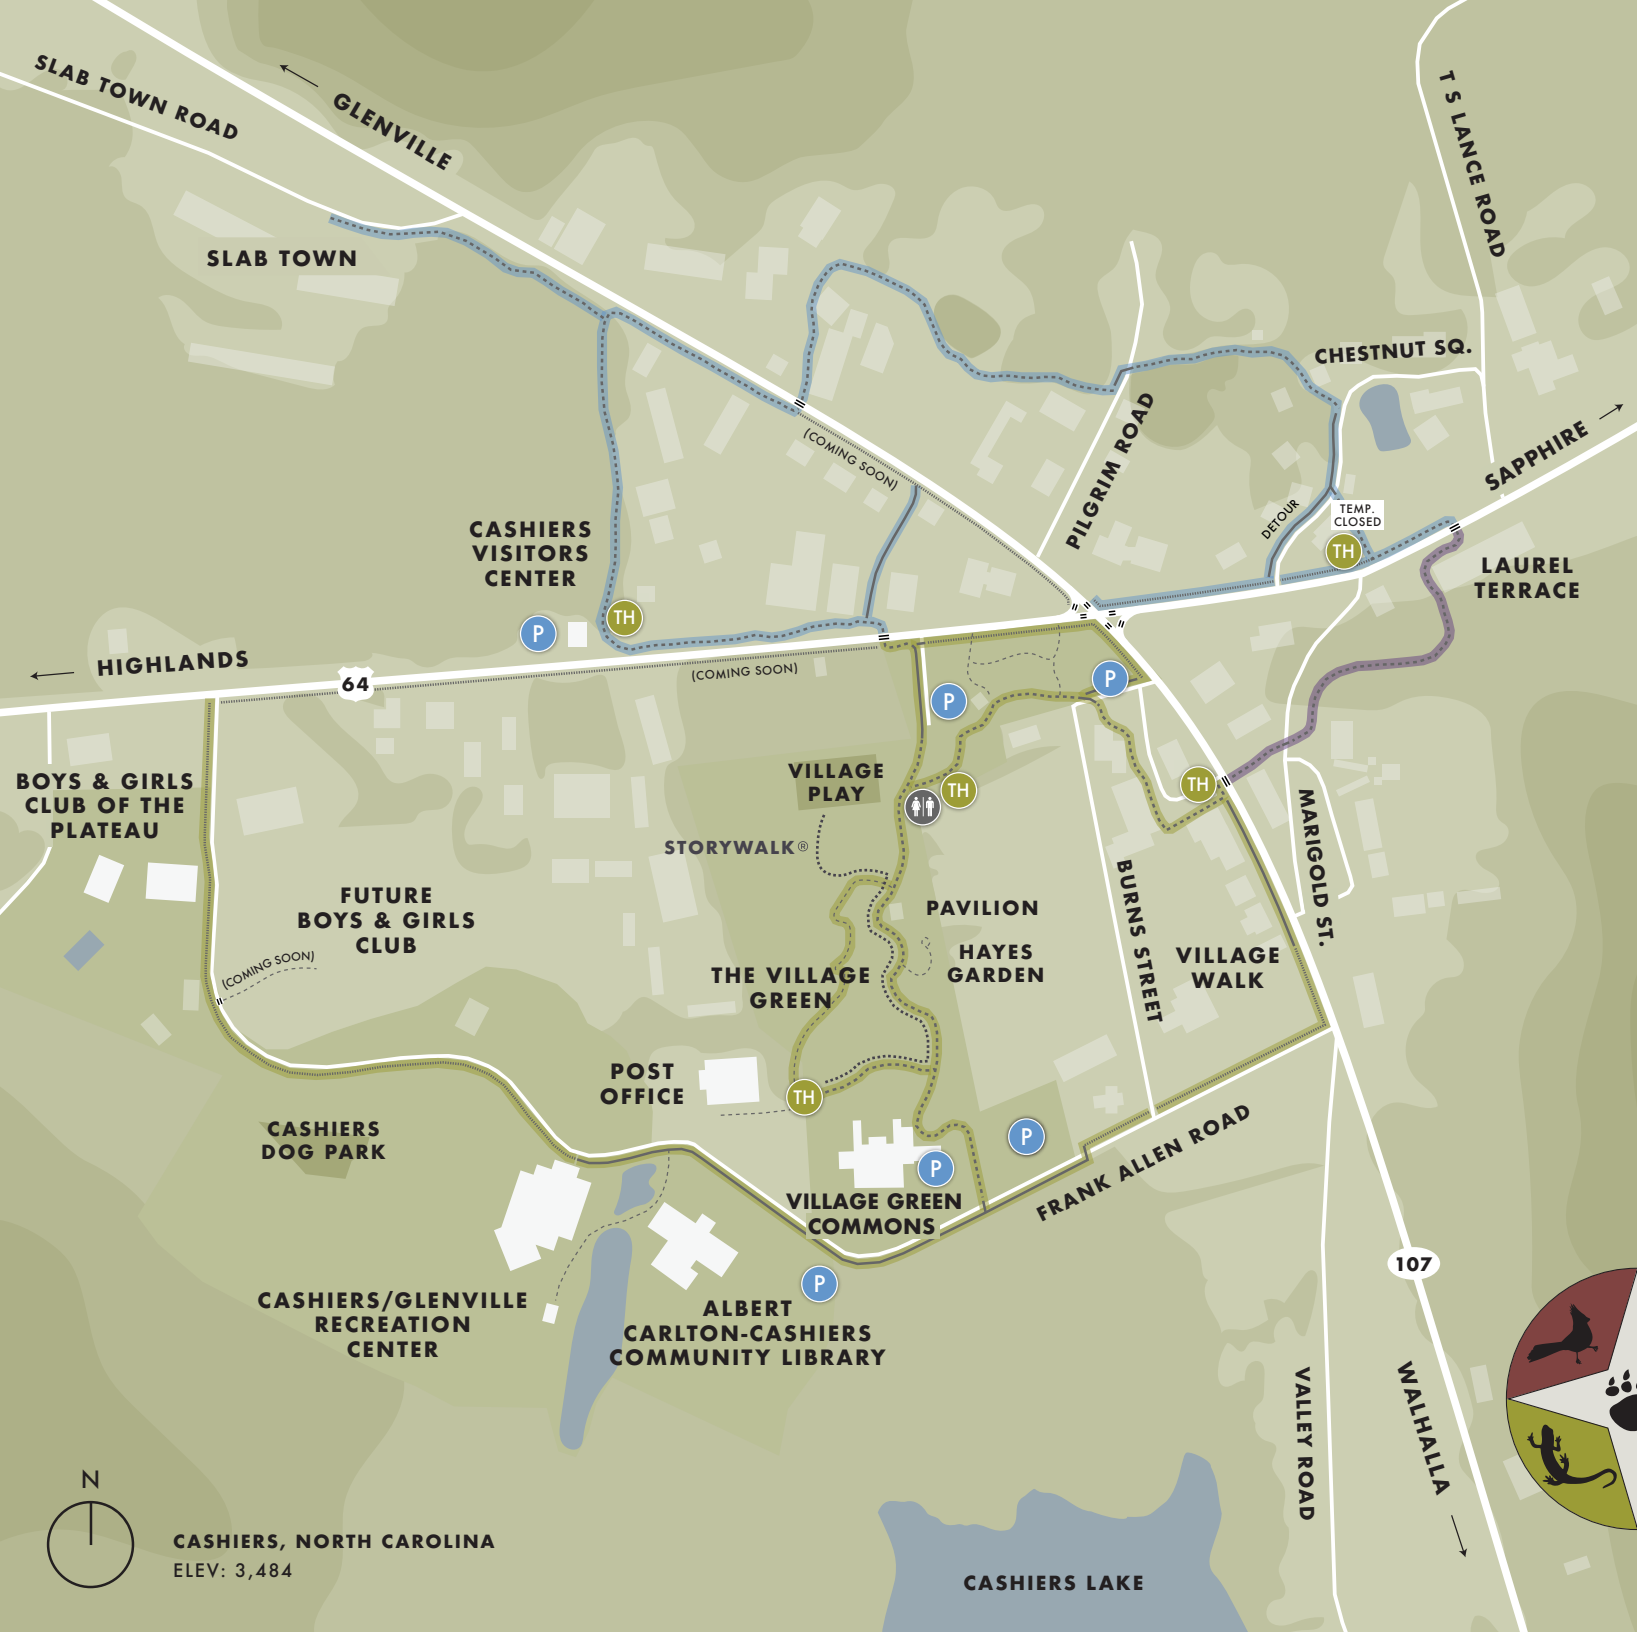 SLAB TOWN ROAD
GLENVILLE
T S LANCE ROAD
SLAB TOWN
CHESTNUT SQ.
SAPPHIRE
PILGRIM ROAD
(COMING SOON)
DETOUR
TEMP.
CLOSED
TH
CASHIERS
VISITORS
CENTER
LAUREL
TERRACE
P
TH
HIGHLANDS
64
(COMING SOON)
P
P
BOYS & GIRLS
CLUB OF THE
PLATEAU
VILLAGE
PLAY
TH
TH
STORYWALK®
MARIGOLD ST.
BURNS STREET
FUTURE
BOYS & GIRLS
CLUB
(COMING SOON)
PAVILION
HAYES
GARDEN
VILLAGE
WALK
THE VILLAGE
GREEN
POST
OFFICE
TH
CASHIERS
DOG PARK
P
P
FRANK ALLEN ROAD
VILLAGE GREEN
COMMONS
107
P
CASHIERS/GLENVILLE
RECREATION
CENTER
ALBERT
CARLTON-CASHIERS
COMMUNITY LIBRARY
VALLEY ROAD
WALHALLA
N
CASHIERS, NORTH CAROLINA
ELEV: 3,484
CASHIERS LAKE